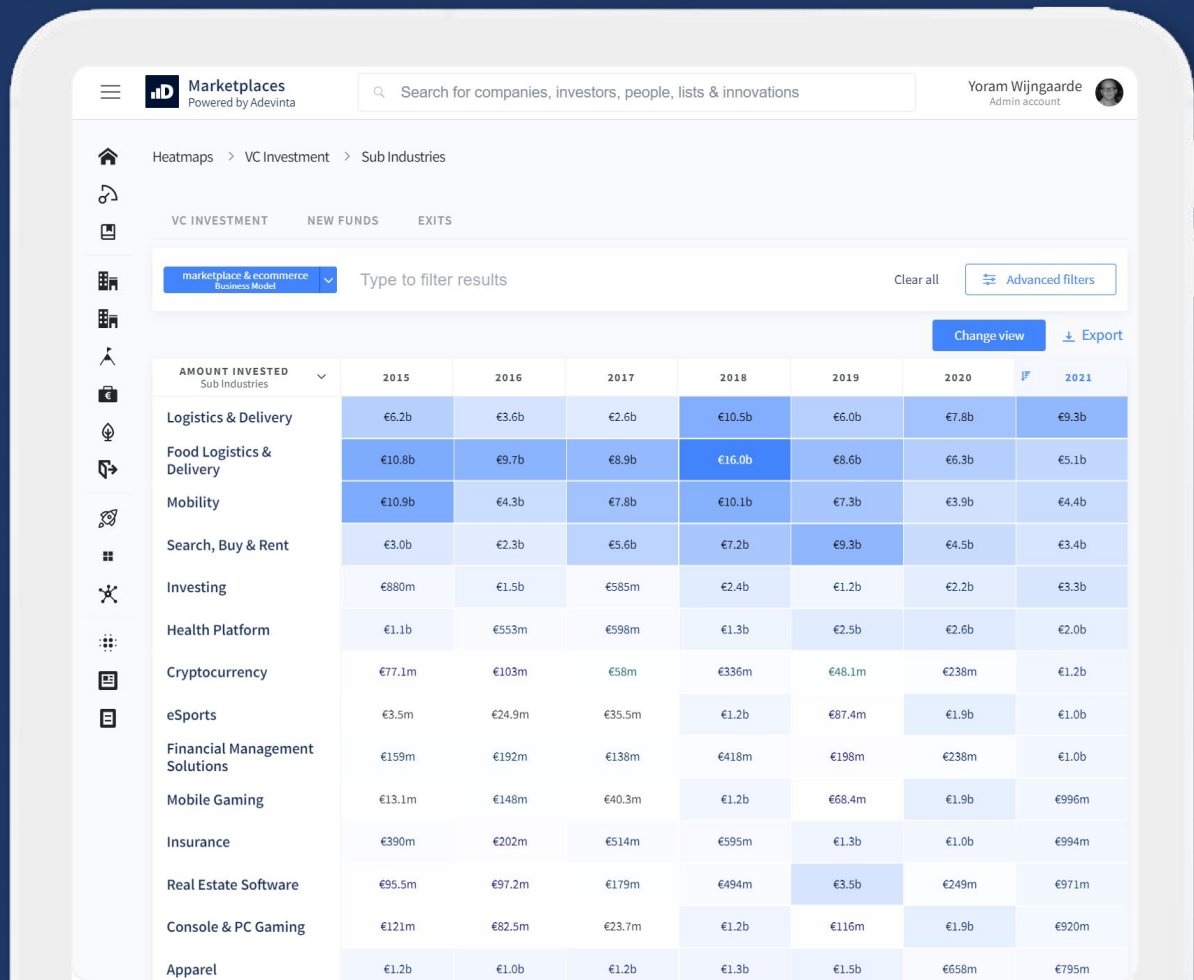 Marketplaces
Powered by Adevinta
Search for companies, investors, people, lists & innovations
Yoram Wijngaarde
Admin account
Heatmaps > VC Investment > Sub Industries
VC INVESTMENT NEW FUNDS EXITS
marketplace & ecommerce
Business Model
Type to filter results
Clear all
Advanced filters
Change view
Export
AMOUNT INVESTED
Sub Industries
2015 2016 2017 2018 2019 2020 2021
Logistics & Delivery €6.2b €3.6b €2.6b €10.5b €6.0b €7.8b €9.3b
Food Logistics &
Delivery
€10.8b €9.7b €8.9b €16.0b €8.6b €6.3b €5.1b
Mobility €10.9b €4.3b €7.8b €10.1b €7.3b €3.9b €4.4b
Search, Buy & Rent €3.0b €2.3b €5.6b €7.2b €9.3b €4.5b €3.4b
Investing €880m €1.5b €585m €2.4b €1.2b €2.2b €3.3b
Health Platform €1.1b €553m €598m €1.3b €2.5b €2.6b €2.0b
Cryptocurrency €77.1m €103m €58m €336m €48.1m €238m €1.2b
eSports €3.5m €24.9m €35.5m €1.2b €87.4m €1.9b €1.0b
Financial Management
Solutions
€159m €192m €138m €418m €198m €238m €1.0b
Mobile Gaming €13.1m €148m €40.3m €1.2b €68.4m €1.9b €996m
Insurance €390m €202m €514m €595m €1.3b €1.0b €994m
Real Estate Software €95.5m €97.2m €179m €494m €3.5b €249m €971m
Console & PC Gaming €121m €82.5m €23.7m €1.2b €116m €1.9b €920m
Apparel €1.2b €1.0b €1.2b €1.3b €1.5b €658m €795m